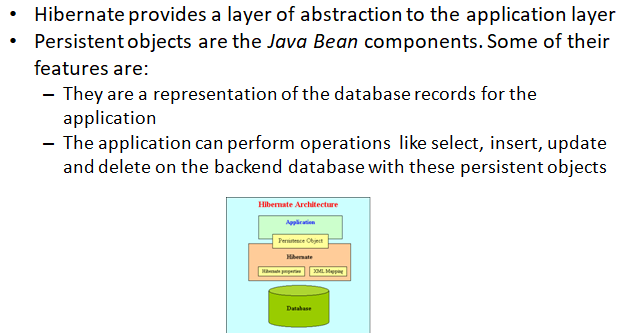 • Hibernate provides a layer of abstraction to the application layer
• Persistent objects are the Java Bean components. Some of their
features are:
– They are a representation of the database records for the
application
– The application can perform operations like select, insert, update
and delete on the backend database with these persistent objects
Hibernate Architecture
Application
Persistence Object
Hibernate
Hibernate properties XML Mapping
Database